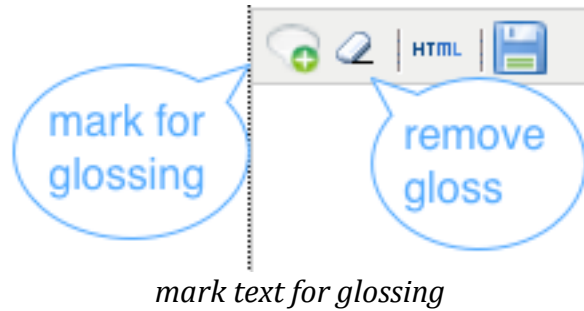 HTML
mark for
glossing
remove
gloss
mark text for glossing